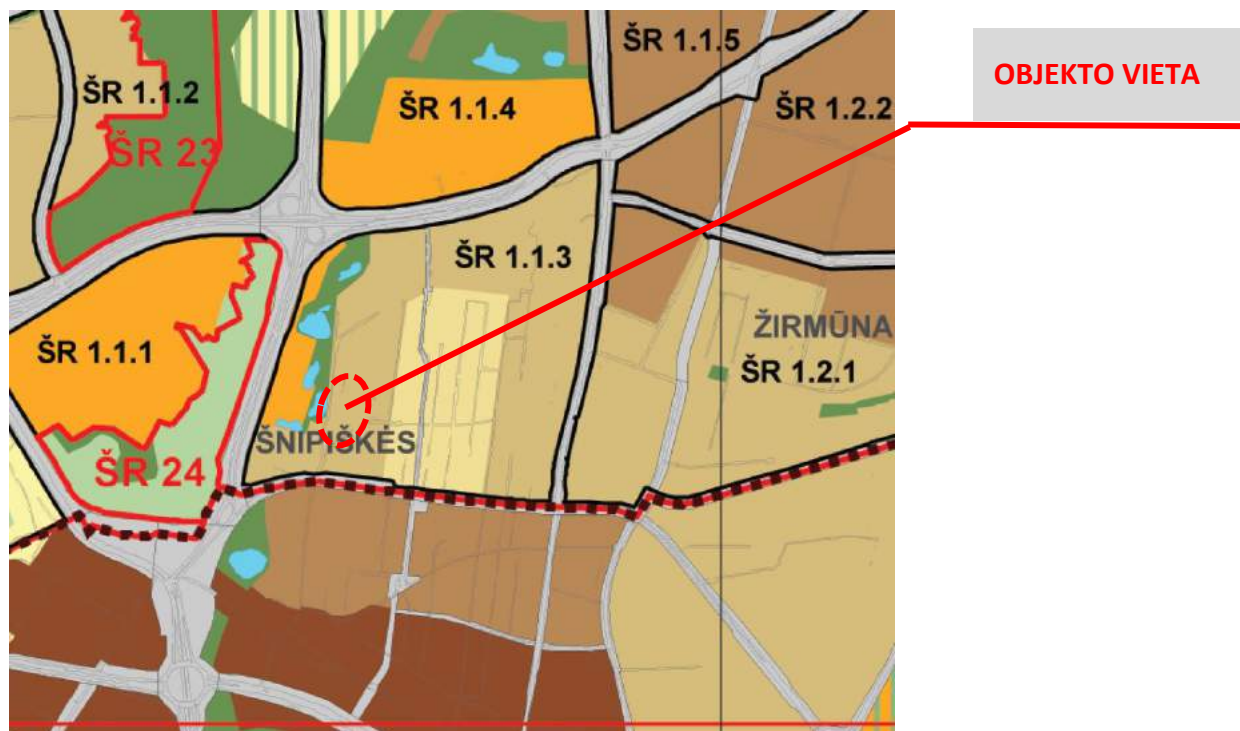 ŠR 1.1.5
OBJEKTO VIETA
ŠR 1.1.2
ŠR 1.1.4
ŠR 1.2.2
ŠR 23
ŠR 1.1.3
ŽIRMŪNA
ŠR 1.1.1
ŠR 1.2.1
ŠNIPIŠKĖS
ŠR 24